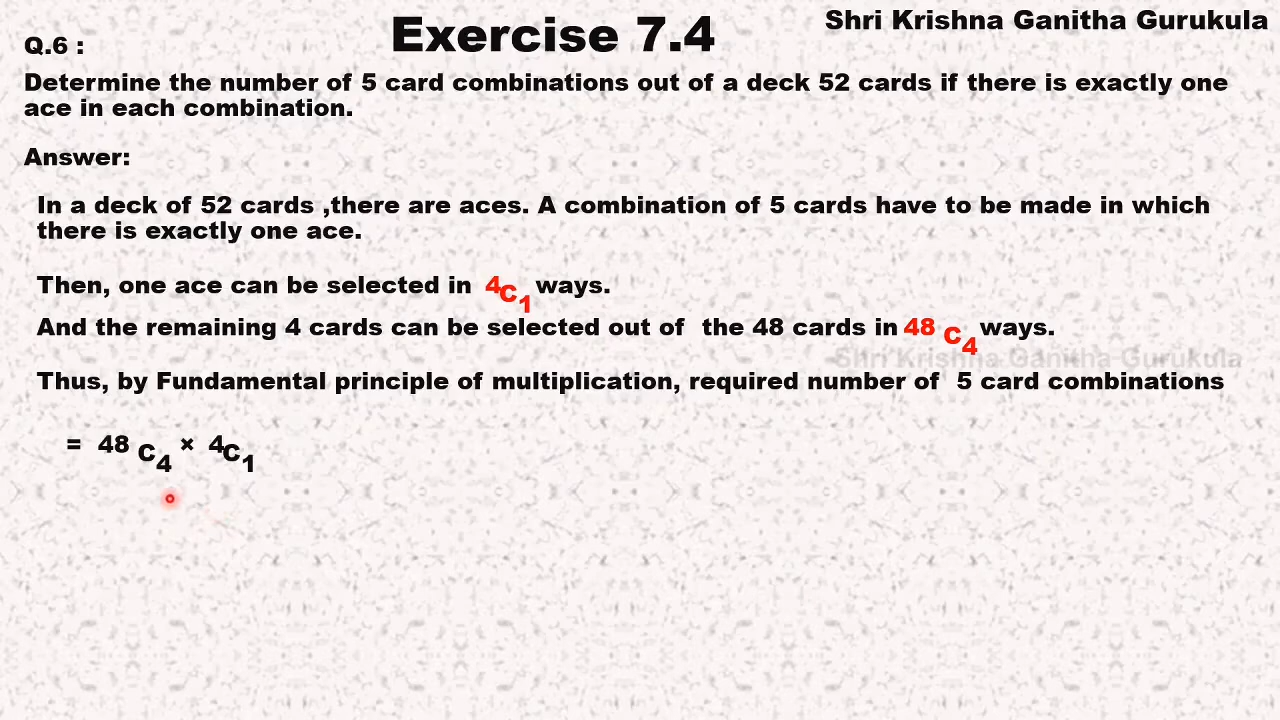 Shri Krishna Ganitha Gurukula
Exercise 7.4
Q.6 :
Determine the number of 5 card combinations out of a deck 52 cards if there is exactly one
ace in each combination.
Answer:
In a deck of 52 cards ,there are aces. A combination of 5 cards have to be made in which
there is exactly one ace.
Then, one ace can be selected in 4C1 ways.
And the remaining 4 cards can be selected out of the 48 cards in 48 C4 ways.
Shri Krishna Ganitha Gurukula
Thus, by Fundamental principle of multiplication, required number of 5 card combinations
= 48 C4 × 4C1